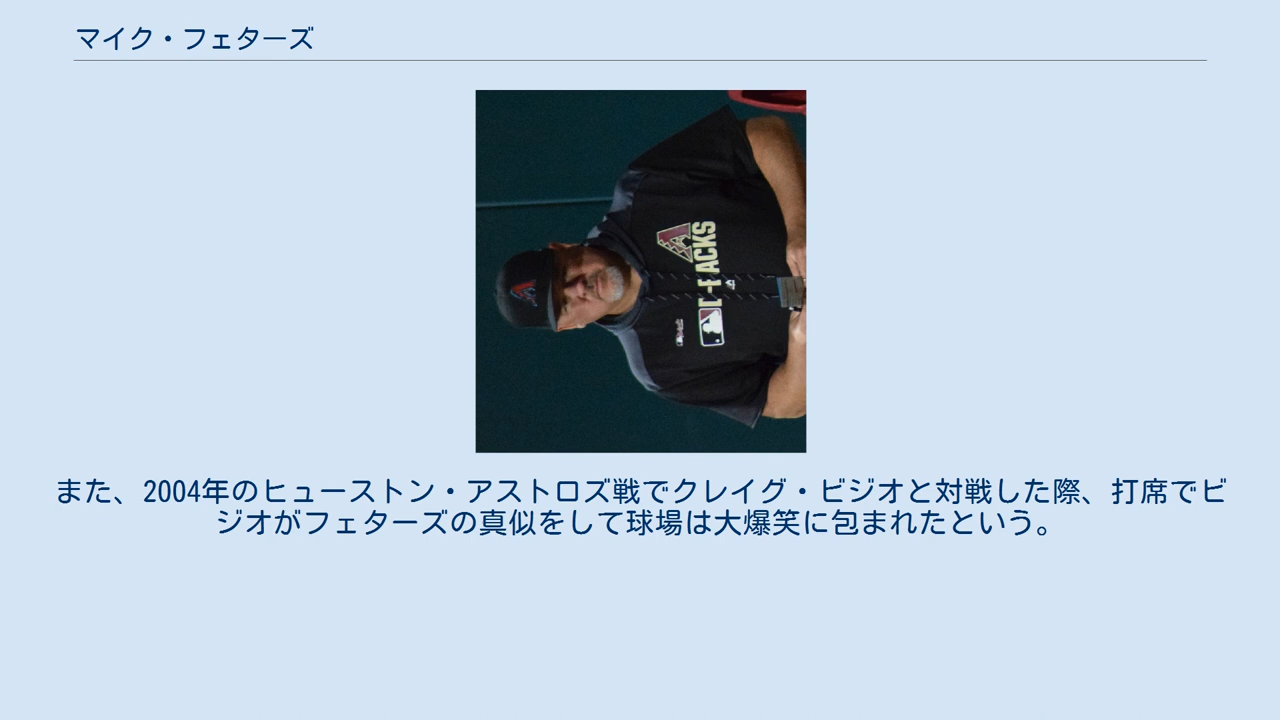 マイク・フェターズ
D-BACKS
また、2004年のヒューストン・アストロズ戦でクレイグ・ビジオと対戦した際、打席でビ
ジオがフェターズの真似をして球場は大爆笑に包まれたという。